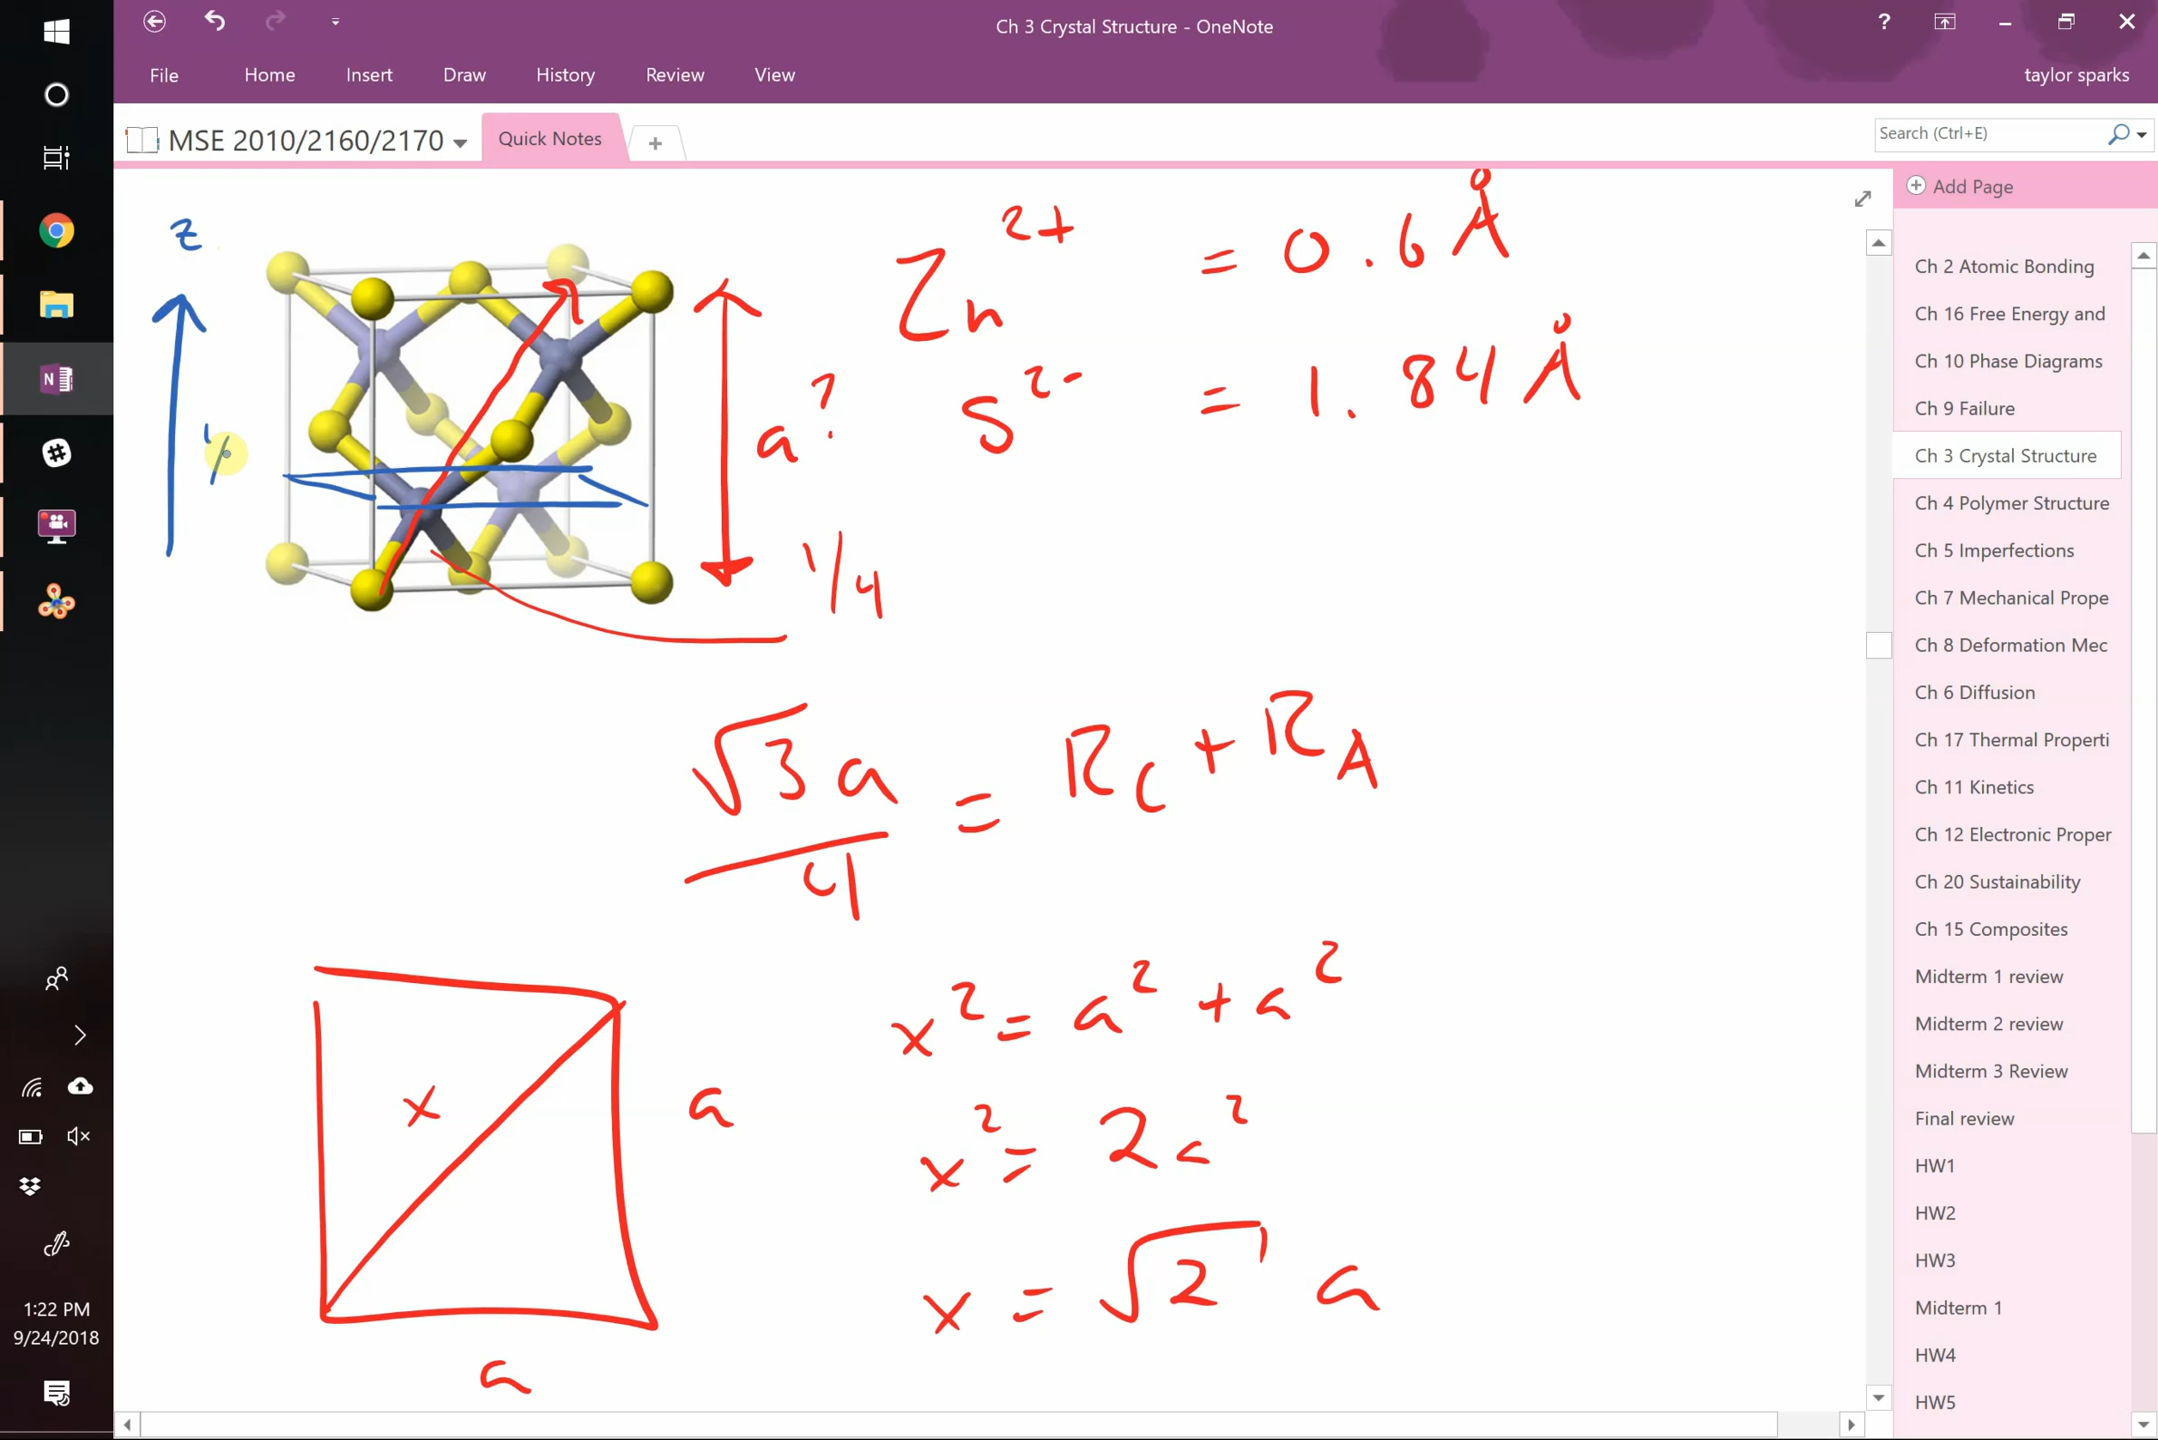 Ch 3 Crystal Structure - OneNote
?
File Home Insert Draw History Review View
taylor sparks
MSE 2010/2160/2170
Quick Notes
+
Search (Ctrl+E)
Add Page
Ch 2 Atomic Bonding
Ch 16 Free Energy and
Ch 10 Phase Diagrams
Ch 9 Failure
Ch 3 Crystal Structure
Ch 4 Polymer Structure
Ch 5 Imperfections
Ch 7 Mechanical Prope
Ch 8 Deformation Mec
Ch 6 Diffusion
Ch 17 Thermal Properti
Ch 11 Kinetics
Ch 12 Electronic Proper
Ch 20 Sustainability
Ch 15 Composites
Midterm 1 review
Midterm 2 review
Midterm 3 Review
Final review
HW1
HW2
HW3
Midterm 1
HW4
HW5
z
1/
a?
1/4
Zn²⁺ = 0.6 Å
S²⁻ = 1.84 Å
√3 a / 4 = R_C + R_A
x
a
a
x² = a² + a²
x² = 2a²
x = √2 a
N
1:22 PM
9/24/2018